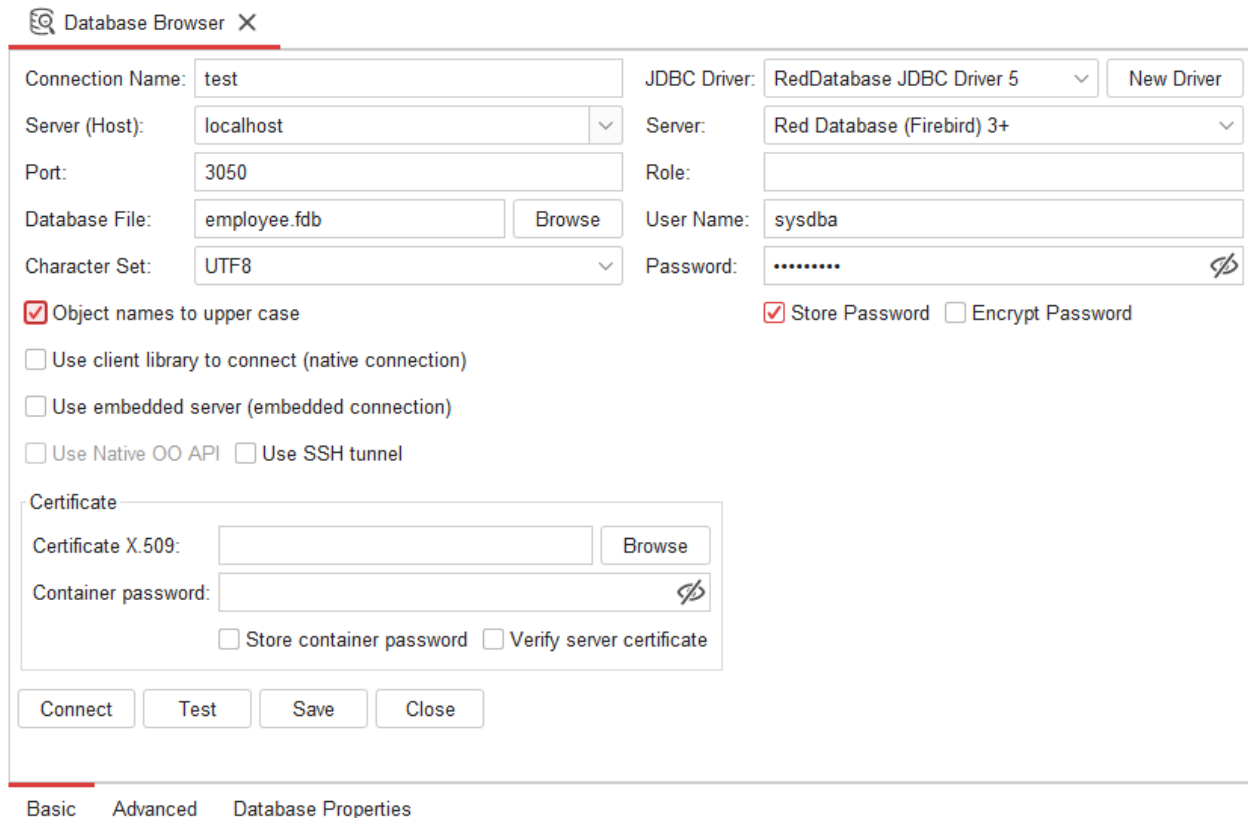 Database Browser
Connection Name: test JDBC Driver: RedDatabase JDBC Driver 5 New Driver
Server (Host): localhost Server: Red Database (Firebird) 3+
Port: 3050 Role:
Database File: employee.fdb Browse User Name: sysdba
Character Set: UTF8 Password: •••••••••
Object names to upper case Store Password Encrypt Password
Use client library to connect (native connection)
Use embedded server (embedded connection)
Use Native OO API Use SSH tunnel
Certificate
Certificate X.509: Browse
Container password:
Store container password Verify server certificate
Connect Test Save Close
Basic Advanced Database Properties